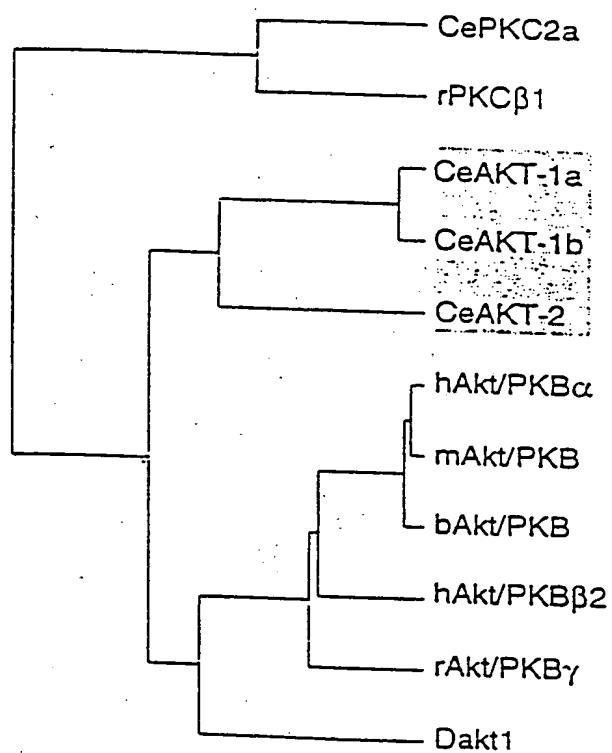 CePKC2a
rPKCβ1
CeAKT-1a
CeAKT-1b
CeAKT-2
hAkt/PKBα
mAkt/PKB
bAkt/PKB
hAkt/PKBβ2
rAkt/PKBγ
Dakt1